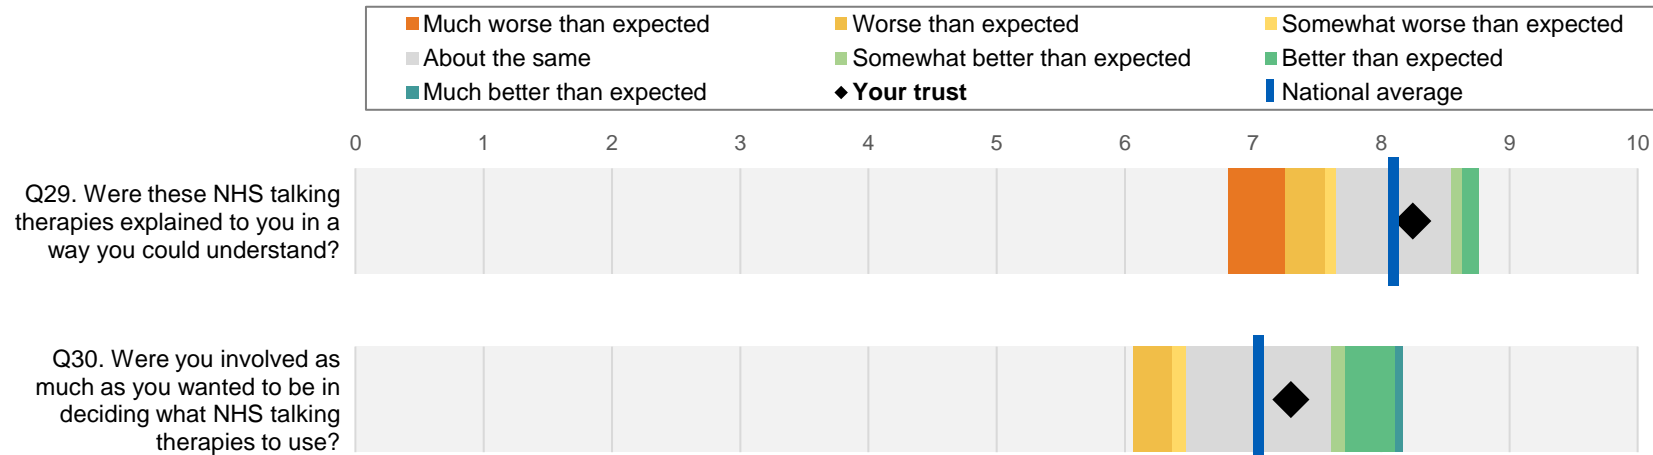 Much worse than expected Worse than expected Somewhat worse than expected
About the same Somewhat better than expected Better than expected
Much better than expected Your trust National average
0 1 2 3 4 5 6 7 8 9 10
Q29. Were these NHS talking
therapies explained to you in a
way you could understand?
Q30. Were you involved as
much as you wanted to be in
deciding what NHS talking
therapies to use?